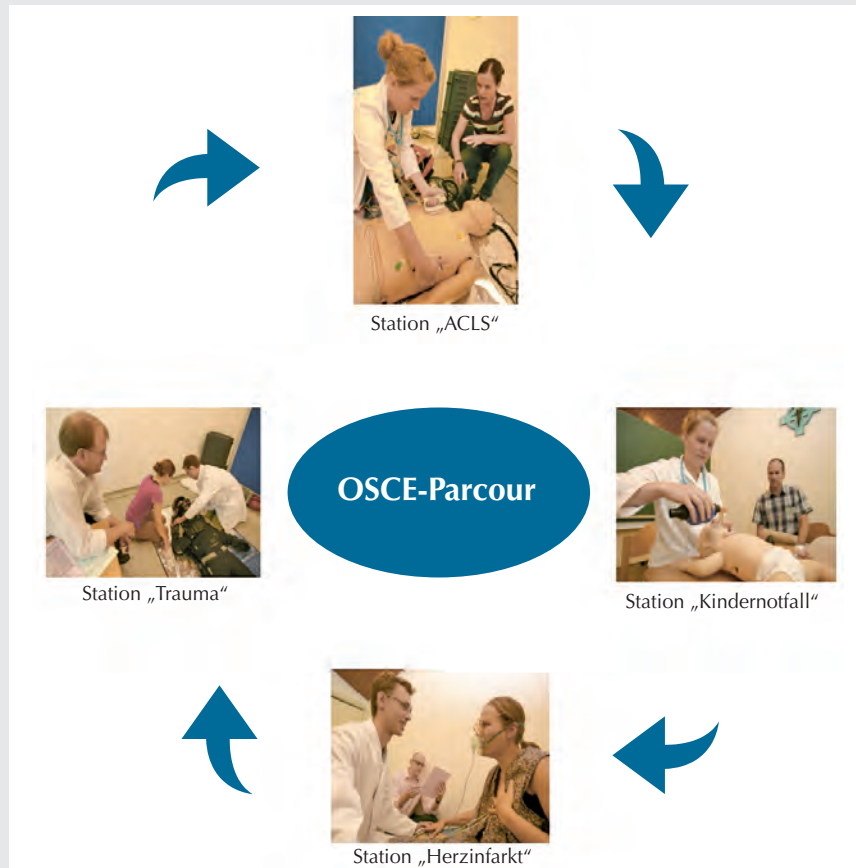 Station „ACLS“
OSCE-Parcour
Station „Trauma“
Station „Kindernotfall“
Station „Herzinfarkt“